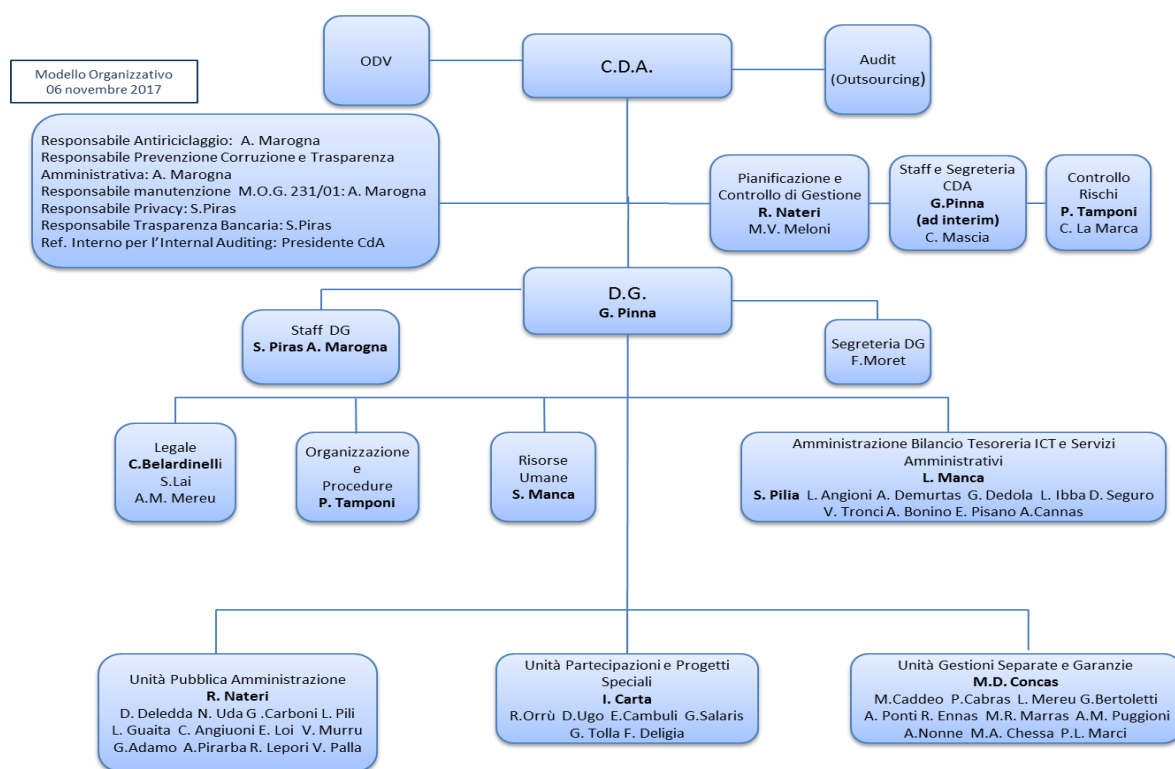 ODV
C.D.A.
Audit
(Outsourcing)
Modello Organizzativo
06 novembre 2017
Responsabile Antiriciclaggio: A. Marogna
Responsabile Prevenzione Corruzione e Trasparenza
Amministrativa: A. Marogna
Responsabile manutenzione M.O.G. 231/01: A. Marogna
Responsabile Privacy: S.Piras
Responsabile Trasparenza Bancaria: S.Piras
Ref. Interno per l'Internal Auditing: Presidente CdA
Pianificazione e
Controllo di Gestione
R. Nateri
M.V. Meloni
Staff e Segreteria
CDA
G.Pinna
(ad interim)
C. Mascia
Controllo
Rischi
P. Tamponi
C. La Marca
D.G.
G. Pinna
Staff DG
S. Piras A. Marogna
Segreteria DG
F.Moret
Legale
C.Belardinelli
S.Lai
A.M. Mereu
Organizzazione
e
Procedure
P. Tamponi
Risorse
Umane
S. Manca
Amministrazione Bilancio Tesoreria ICT e Servizi
Amministrativi
L. Manca
S. Pilia L. Angioni A. Demurtas G. Dedola L. Ibba D. Seguro
V. Tronci A. Bonino E. Pisano A.Cannas
Unità Pubblica Amministrazione
R. Nateri
D. Deledda N. Uda G .Carboni L. Pili
L. Guaita C. Angiuoni E. Loi V. Murru
G.Adamo A.Pirarba R. Lepori V. Palla
Unità Partecipazioni e Progetti
Speciali
I. Carta
R.Orrù D.Ugo E.Cambuli G.Salaris
G. Tolla F. Deligia
Unità Gestioni Separate e Garanzie
M.D. Concas
M.Caddeo P.Cabras L. Mereu G.Bertoletti
A. Ponti R. Ennas M.R. Marras A.M. Puggioni
A.Nonne M.A. Chessa P.L. Marci